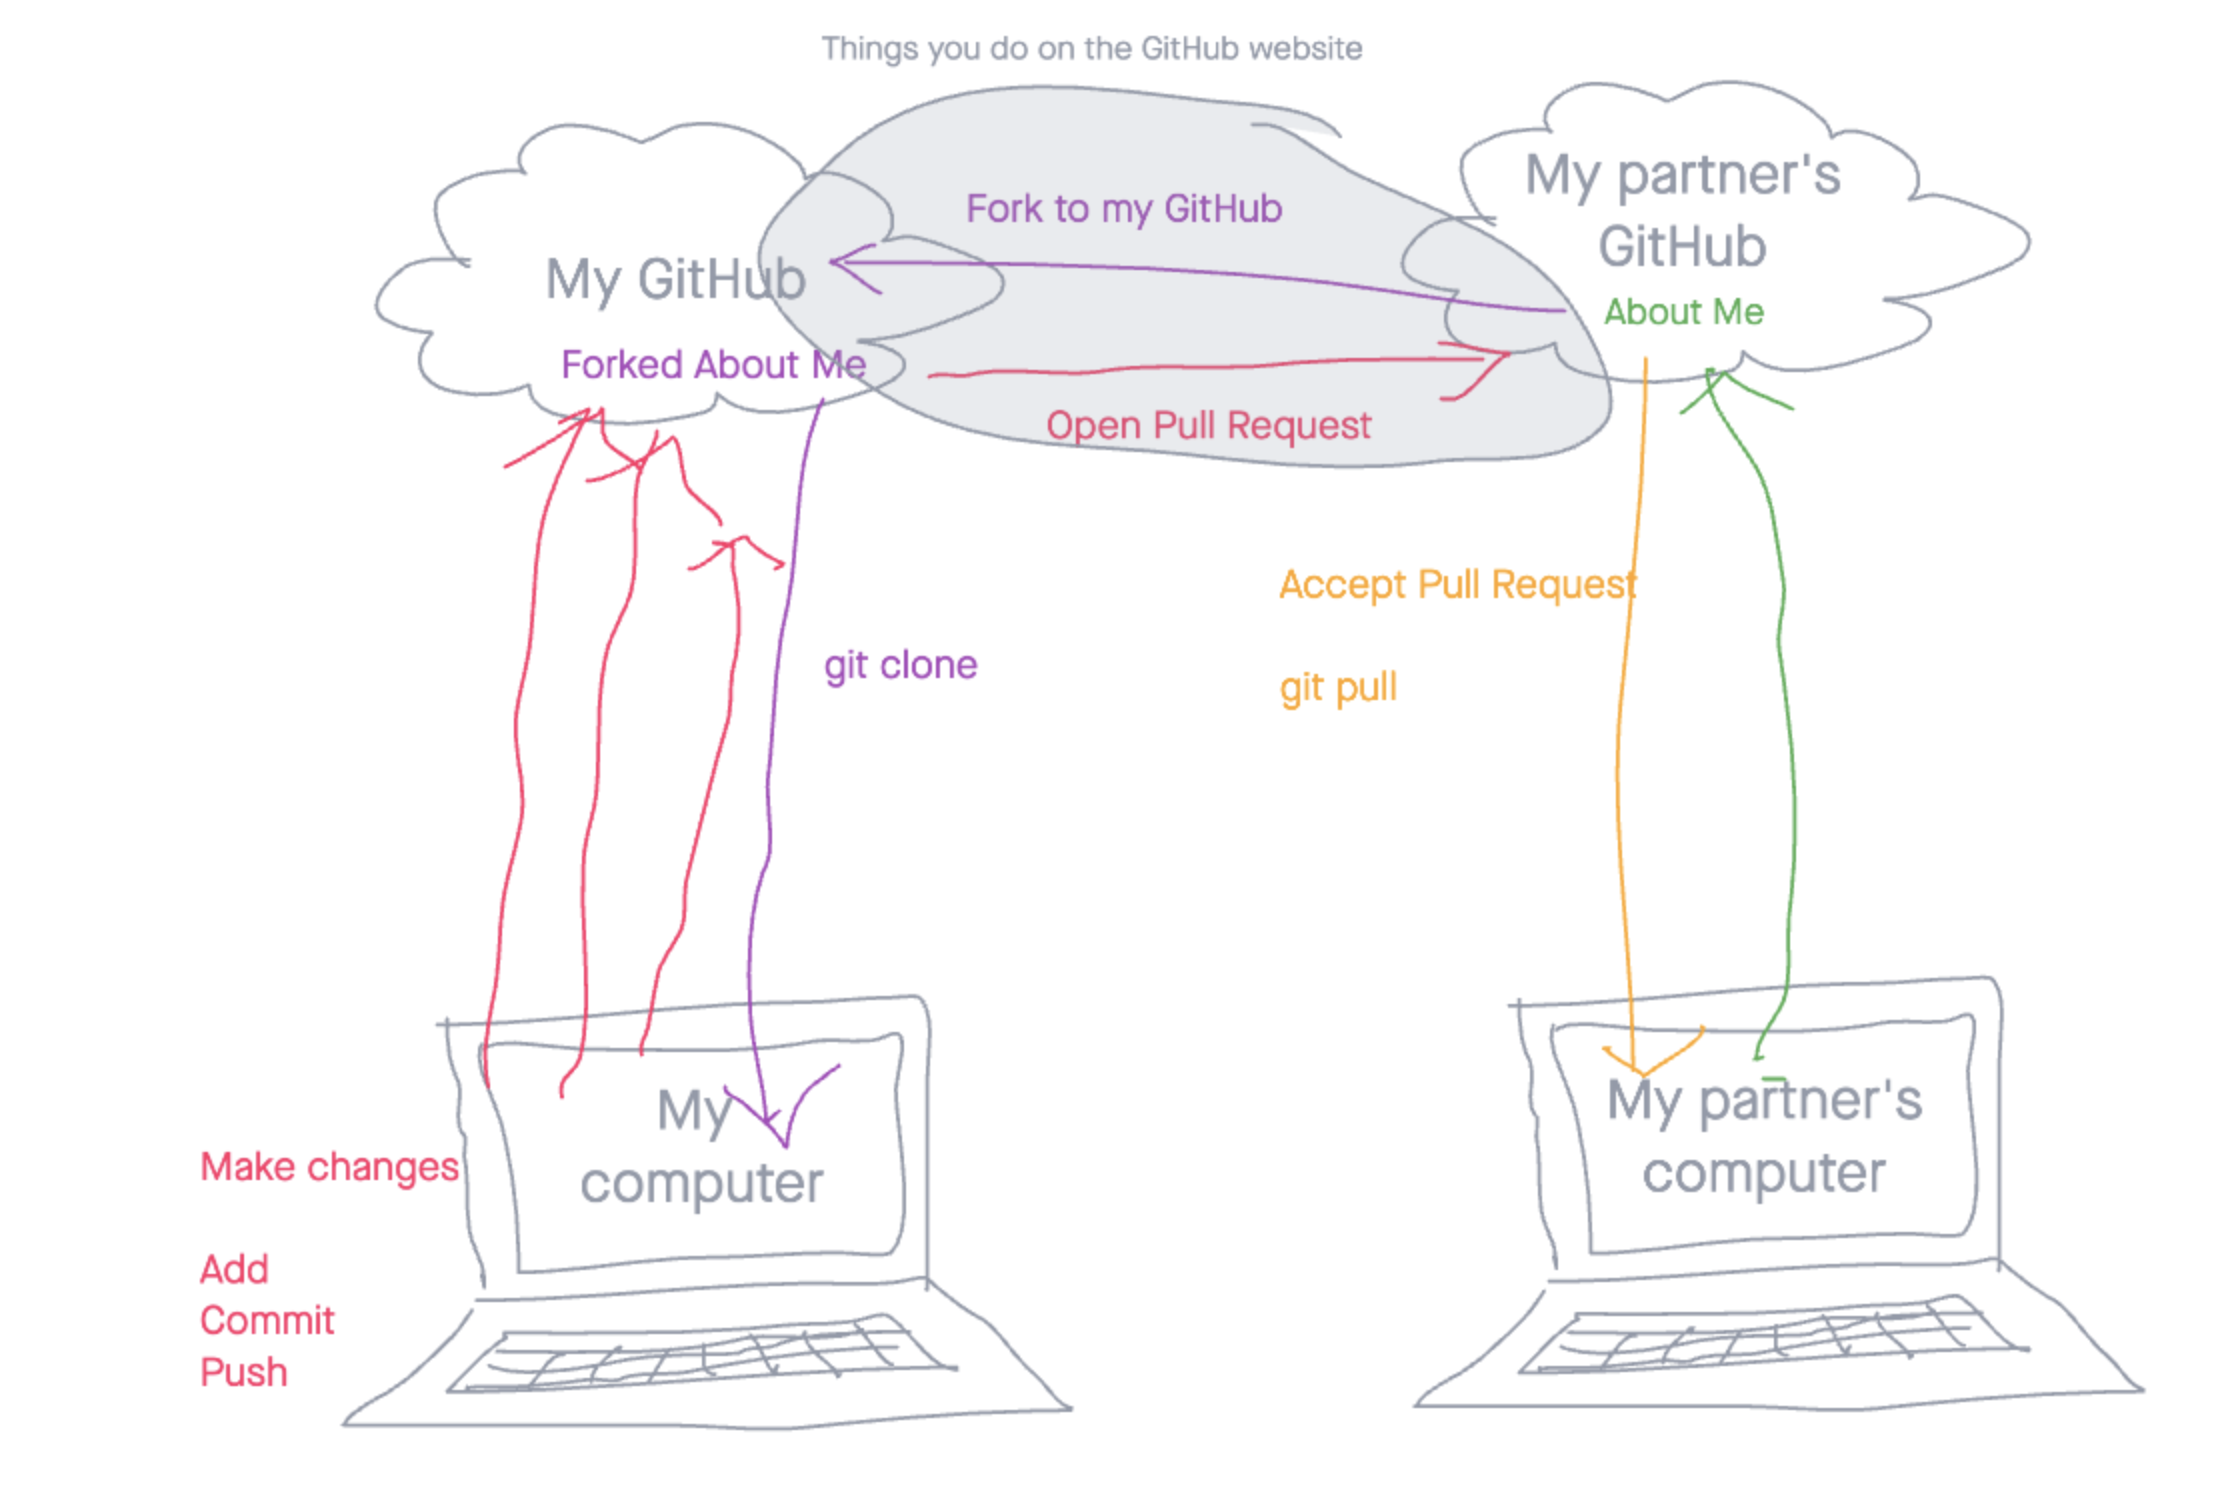 Things you do on the GitHub website
My partner's
GitHub
About Me
Fork to my GitHub
My GitHub
Forked About Me
Open Pull Request
Accept Pull Request
git pull
git clone
My
computer
My partner's
computer
Make changes
Add
Commit
Push